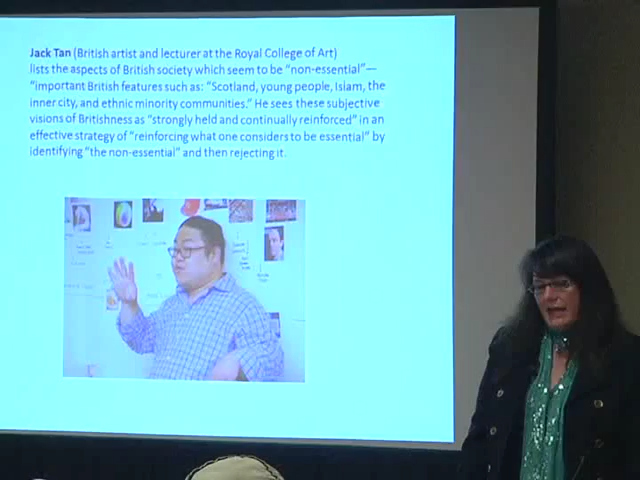 Jack Tan (British artist and lecturer at the Royal College of Art)
lists the aspects of British society which seem to be “non-essential”—
“important British features such as: “Scotland, young people, Islam, the
inner city, and ethnic minority communities.” He sees these subjective
visions of Britishness as “strongly held and continually reinforced” in an
effective strategy of “reinforcing what one considers to be essential” by
identifying “the non-essential” and then rejecting it.